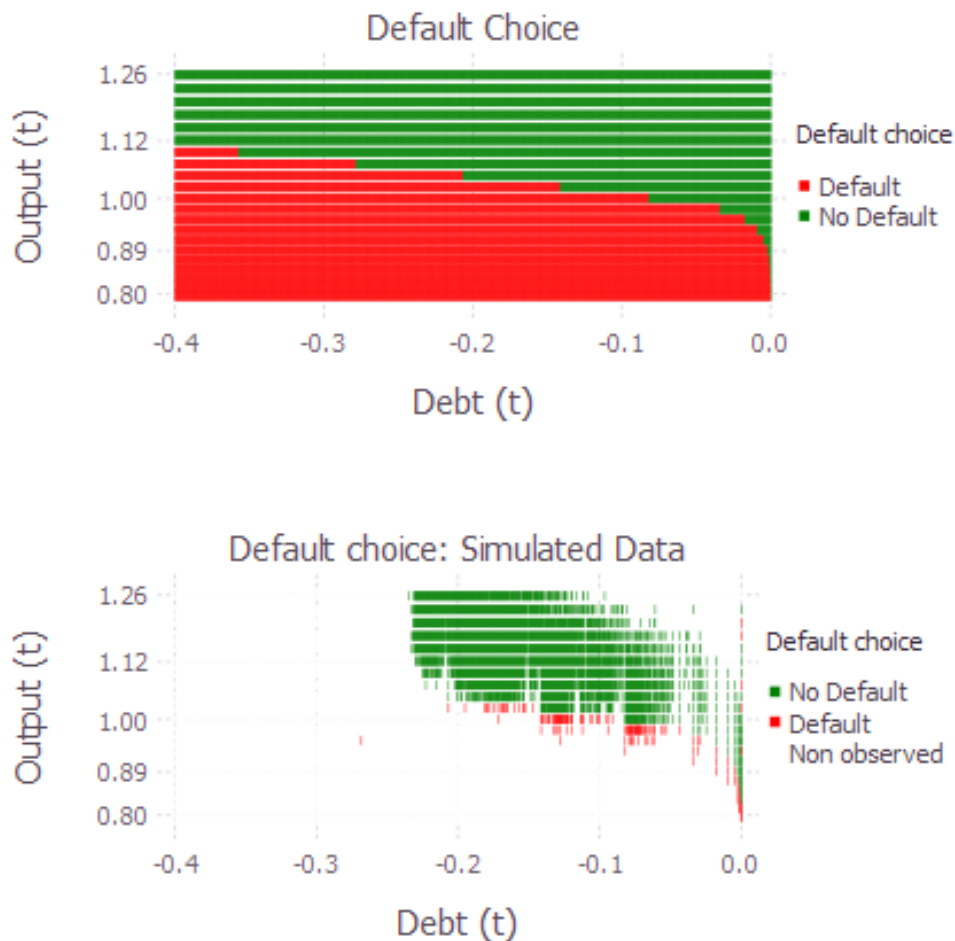 Default Choice
Output (t)
1.26
1.12
1.00
0.89
0.80
-0.4 -0.3 -0.2 -0.1 0.0
Debt (t)
Default choice
Default
No Default
Default choice: Simulated Data
Output (t)
1.26
1.12
1.00
0.89
0.80
-0.4 -0.3 -0.2 -0.1 0.0
Debt (t)
Default choice
No Default
Default
Non observed